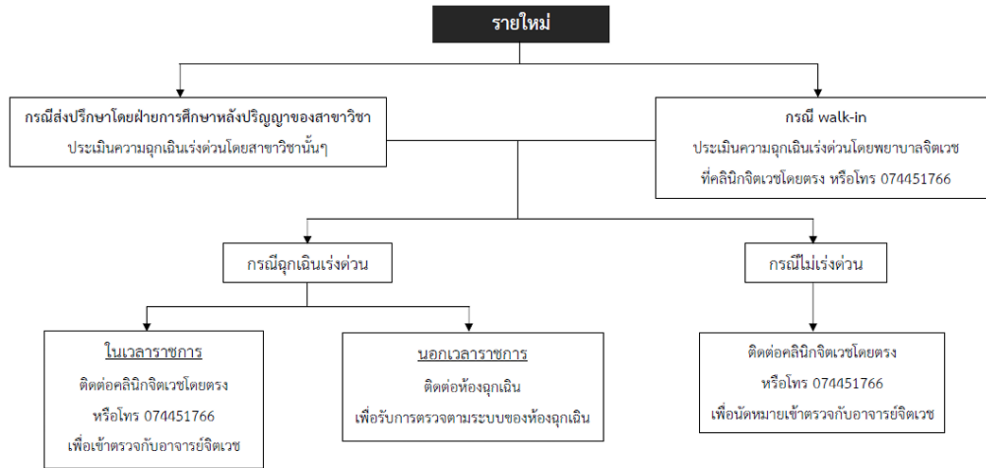 รายใหม่
กรณีส่งปรึกษาโดยฝ่ายการศึกษาหลังปริญญาของสาขาวิชา
ประเมินความฉุกเฉินเร่งด่วนโดยสาขาวิชานั้นๆ
กรณี walk-in
ประเมินความฉุกเฉินเร่งด่วนโดยพยาบาลจิตเวช
ที่คลินิกจิตเวชโดยตรง หรือโทร 074451766
กรณีฉุกเฉินเร่งด่วน
กรณีไม่เร่งด่วน
ในเวลาราชการ
ติดต่อคลินิกจิตเวชโดยตรง
หรือโทร 074451766
เพื่อเข้าตรวจกับอาจารย์จิตเวช
นอกเวลาราชการ
ติดต่อห้องฉุกเฉิน
เพื่อรับการตรวจตามระบบของห้องฉุกเฉิน
ติดต่อคลินิกจิตเวชโดยตรง
หรือโทร 074451766
เพื่อนัดหมายเข้าตรวจกับอาจารย์จิตเวช